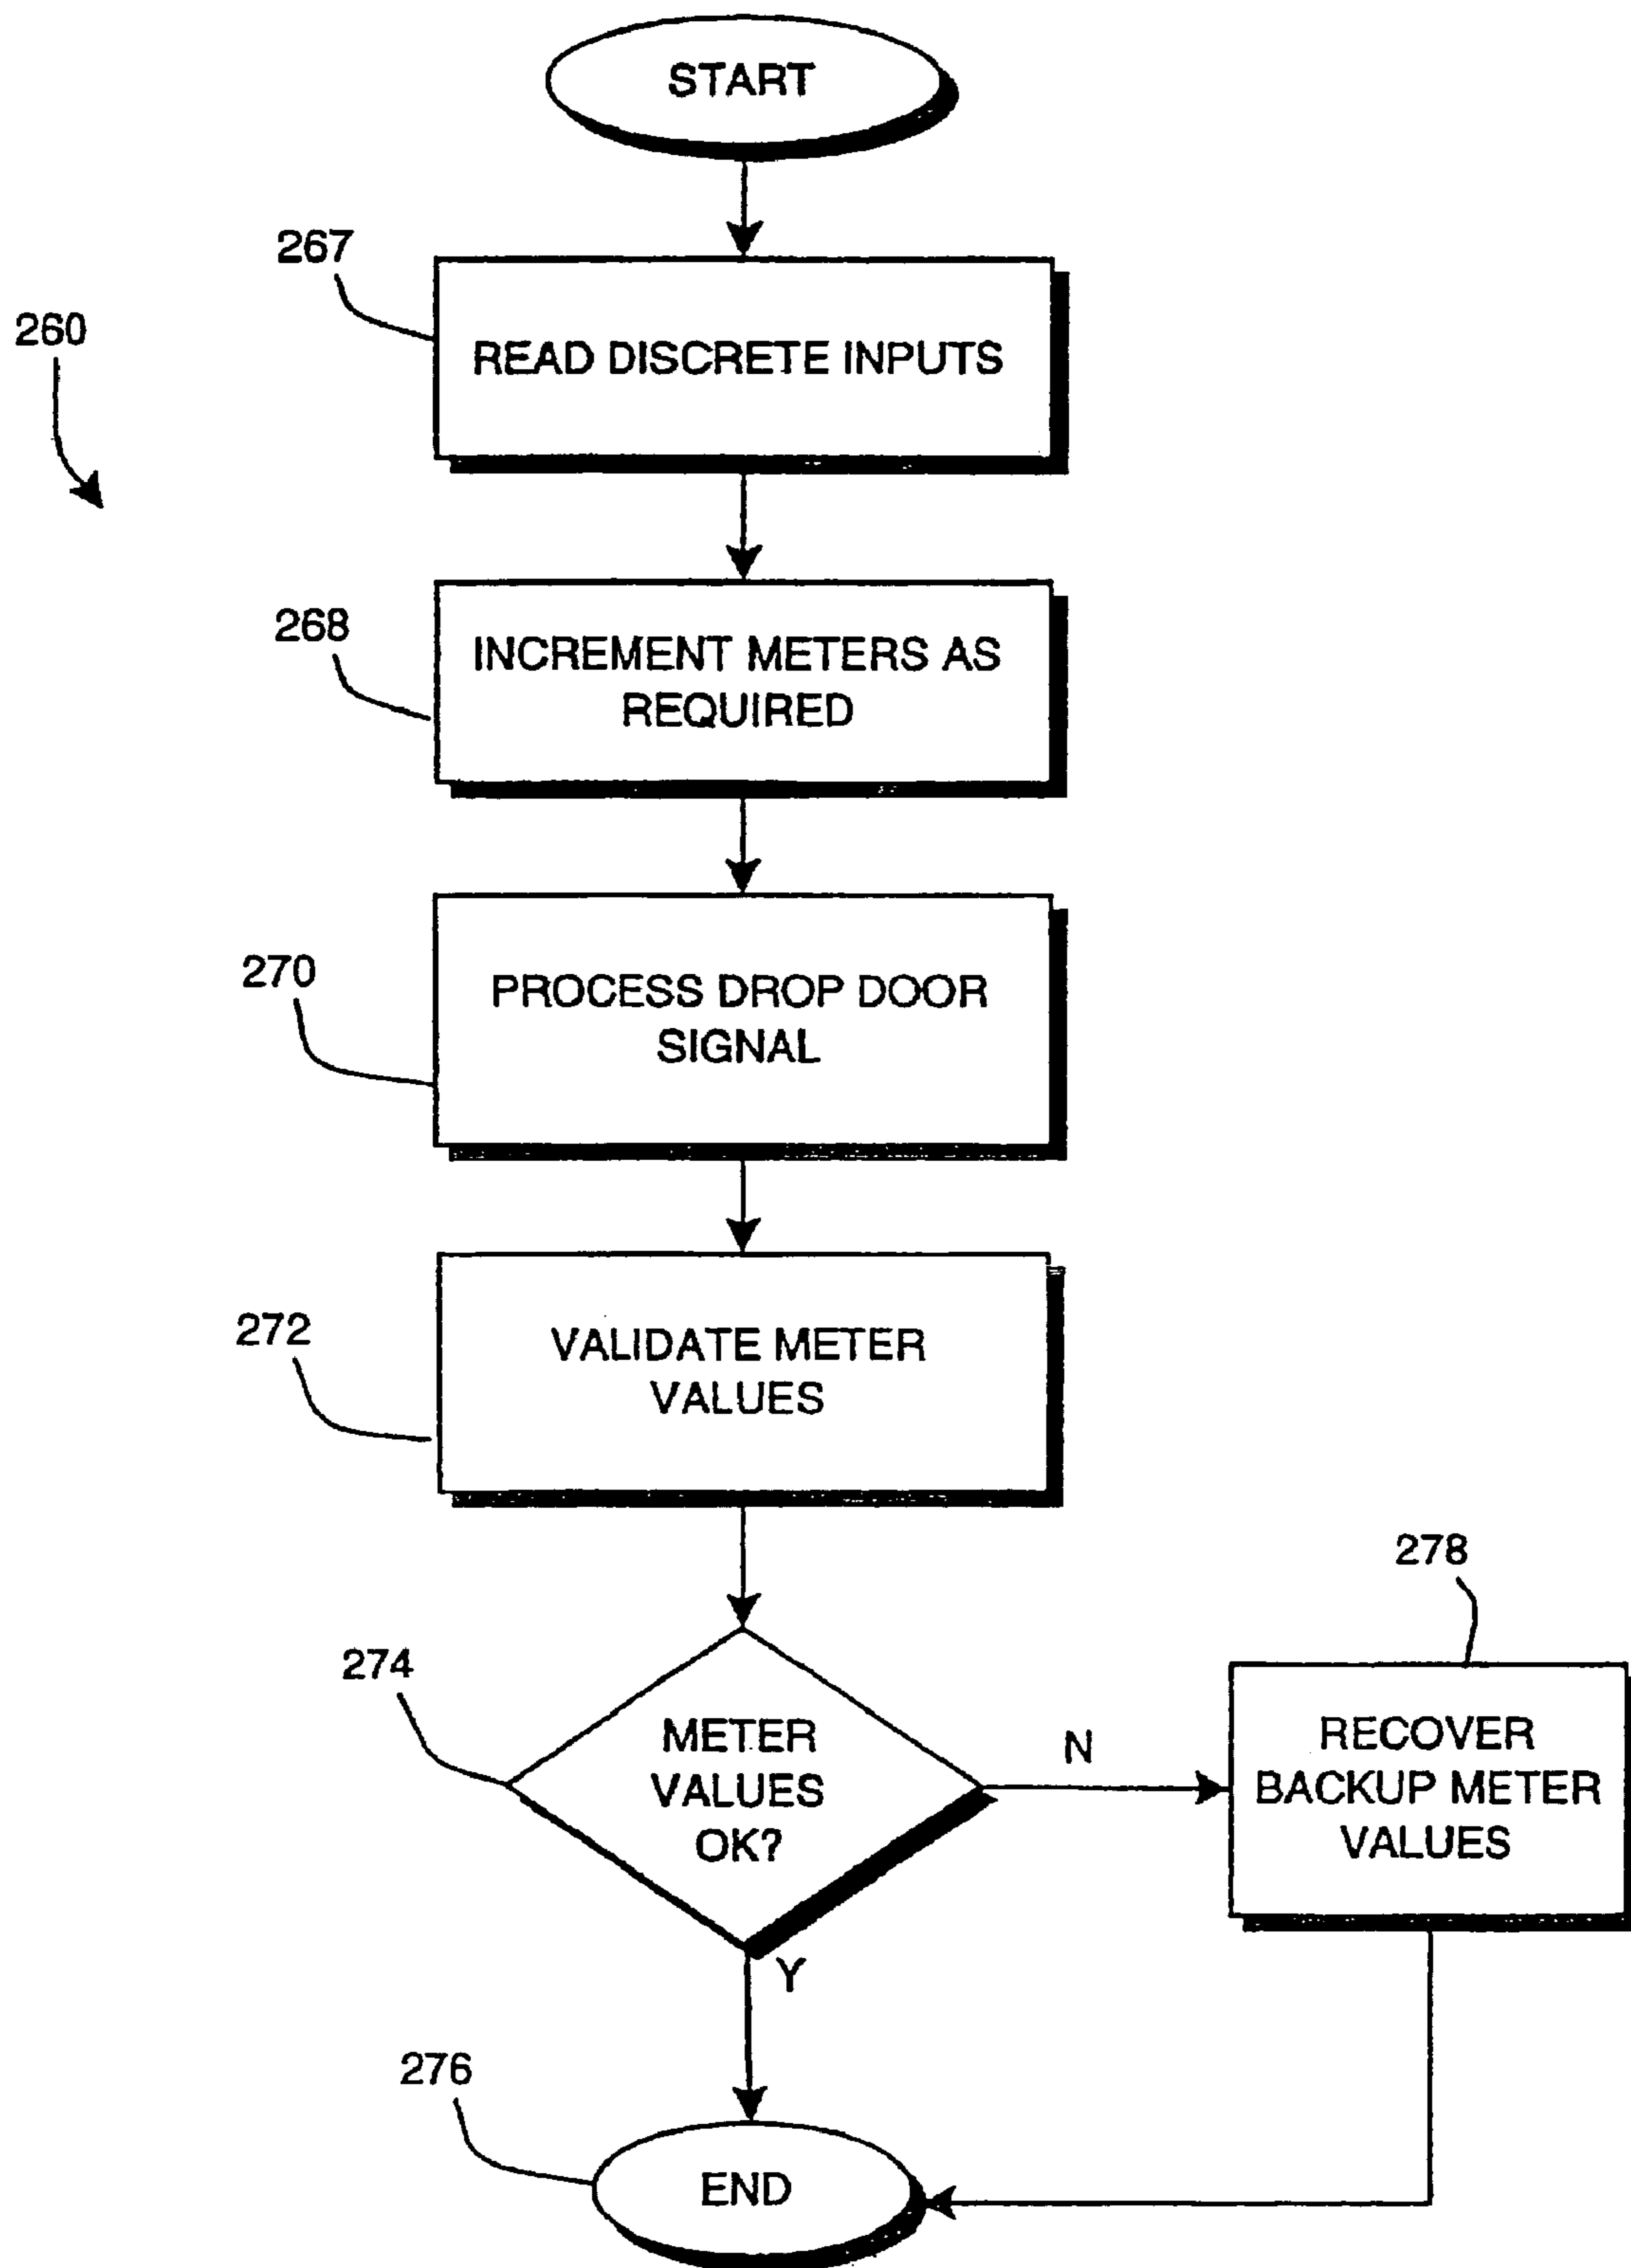 START
267
260
READ DISCRETE INPUTS
268
INCREMENT METERS AS
REQUIRED
270
PROCESS DROP DOOR
SIGNAL
272
VALIDATE METER
VALUES
278
274
METER
VALUES
OK?
N
RECOVER
BACKUP METER
VALUES
Y
276
END